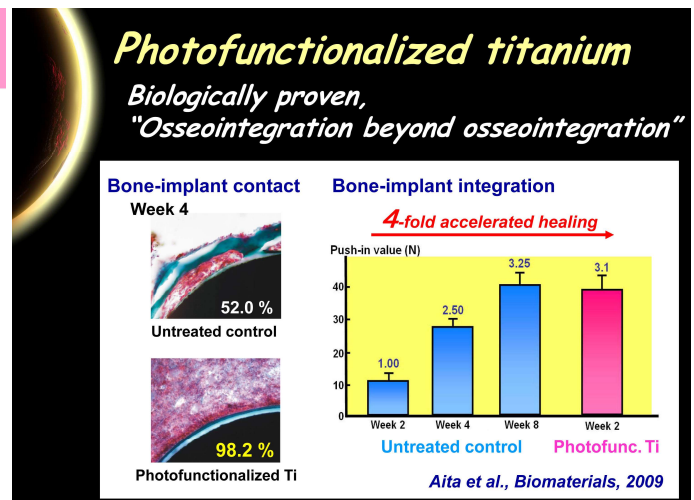 Photofunctionalized titanium
Biologically proven,
“Osseointegration beyond osseointegration”
Bone-implant contact
Week 4
52.0 %
Untreated control
98.2 %
Photofunctionalized Ti
Bone-implant integration
4-fold accelerated healing
Push-in value (N)
40
30
20
10
0
1.00
2.50
3.25
3.1
Week 2 Week 4 Week 8 Week 2
Untreated control Photofunc. Ti
Aita et al., Biomaterials, 2009